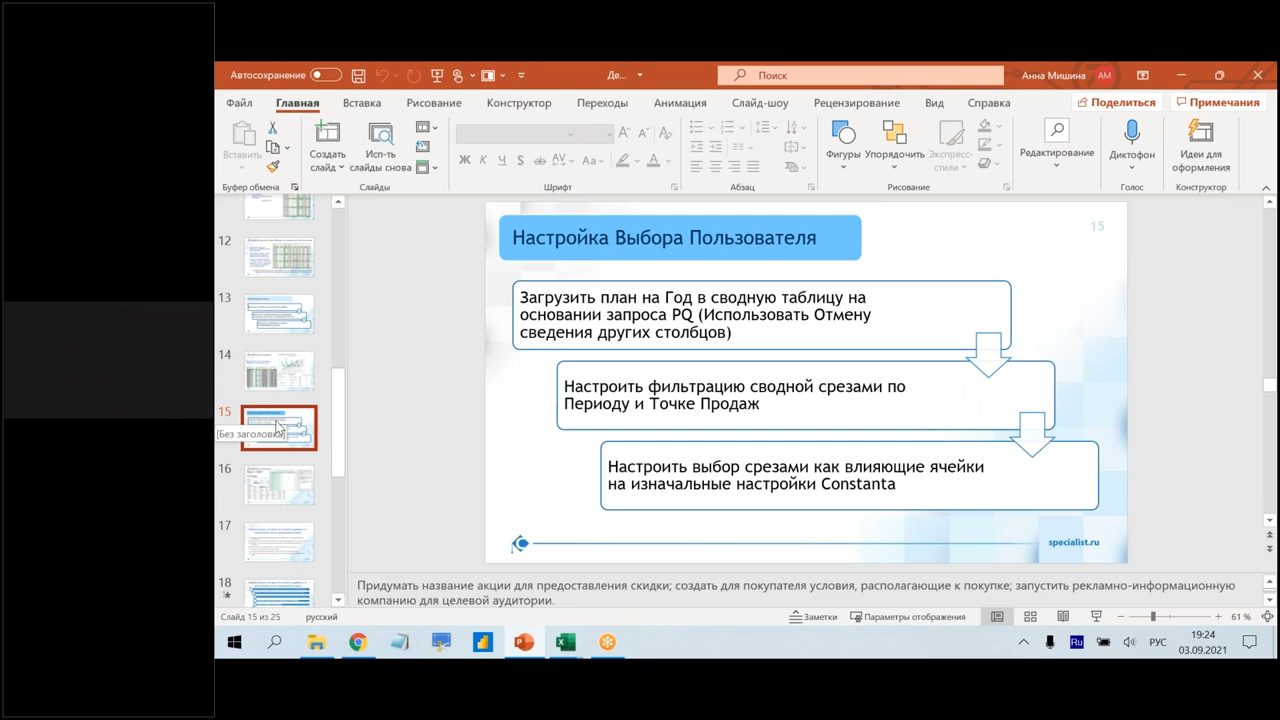 Автосохранение
Де...
Поиск
Анна Мишина
АМ
Файл
Главная
Вставка
Рисование
Конструктор
Переходы
Анимация
Слайд-шоу
Рецензирование
Вид
Справка
Поделиться
Примечания
Вставить
Создать
слайд
Исп-ть
слайды снова
Фигуры
Упорядочить
Экспресс-
стили
Редактирование
Диктофон
Идеи для
оформления
Буфер обмена
Слайды
Шрифт
Абзац
Рисование
Голос
Конструктор
12
13
14
15
[Без заголовка]
16
17
18
15
Настройка Выбора Пользователя
Загрузить план на Год в сводную таблицу на
основании запроса PQ (использовать Отмену
сведения других столбцов)
Настроить фильтрацию сводной срезами по
Периоду и Точке Продаж
Настроить выбор срезами как влияющие ячейки
на изначальные настройки Constanta
specialist.ru
Придумать название акции для предоставления скидки; создать для покупателя условия, располагающие к покупке; запустить рекламно-информационную
компанию для целевой аудитории.
Слайд 15 из 25
русский
Заметки
Параметры отображения
61 %
Ru
РУС
19:24
03.09.2021